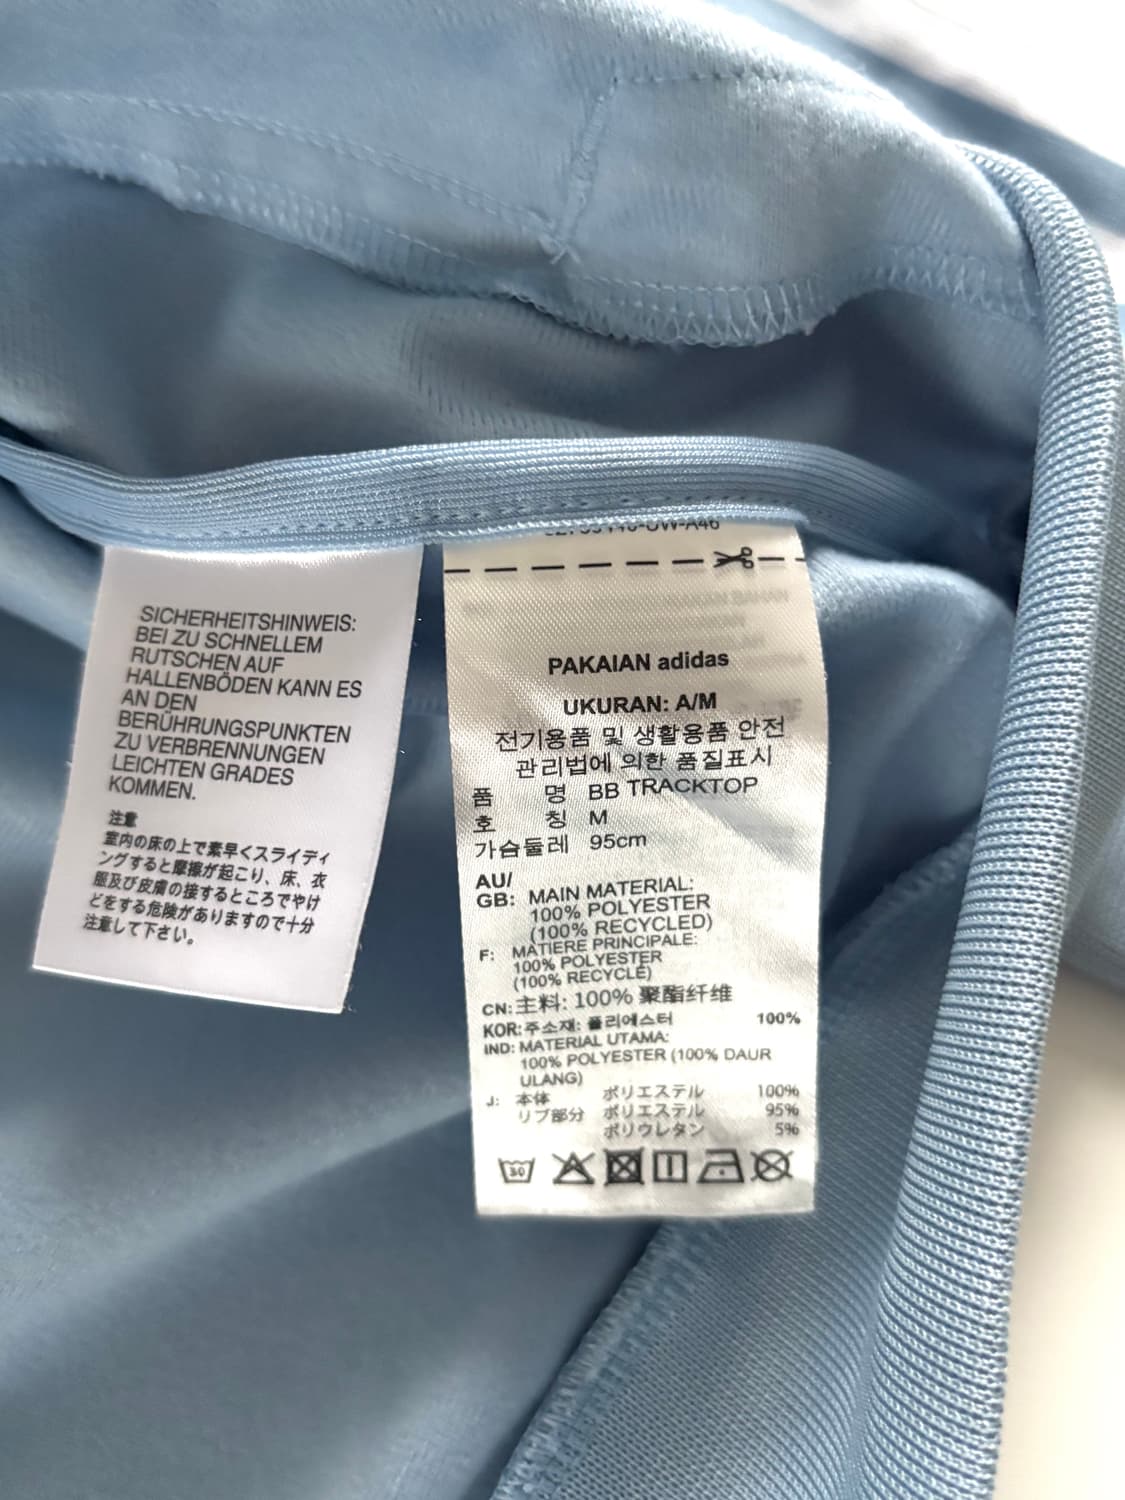 SICHERHEITSHINWEIS:
BEI ZU SCHNELLEM
RUTSCHEN AUF
HALLENBÖDEN KANN ES
AN DEN
BERÜHRUNGSPUNKTEN
ZU VERBRENNUNGEN
LEICHTEN GRADES
KOMMEN.
注意
室内の床の上で素早くスライディ
ングすると摩擦が起こり、床、衣
服及び皮膚の接するところでやけ
どをする危険がありますので十分
注意して下さい。
PAKAIAN adidas
UKURAN: A/M
전기용품 및 생활용품 안전
관리법에 의한 품질표시
품 명 BB TRACKTOP
호 칭 M
가슴둘레 95cm
AU/
GB: MAIN MATERIAL:
100% POLYESTER
(100% RECYCLED)
F: MATIERE PRINCIPALE:
100% POLYESTER
(100% RECYCLÉ)
CN: 主料: 100% 聚酯纤维
KOR: 주소재: 폴리에스터 100%
IND: MATERIAL UTAMA:
100% POLYESTER (100% DAUR
ULANG)
J: 本体 ポリエステル 100%
リブ部分 ポリエステル 95%
ポリウレタン 5%
30